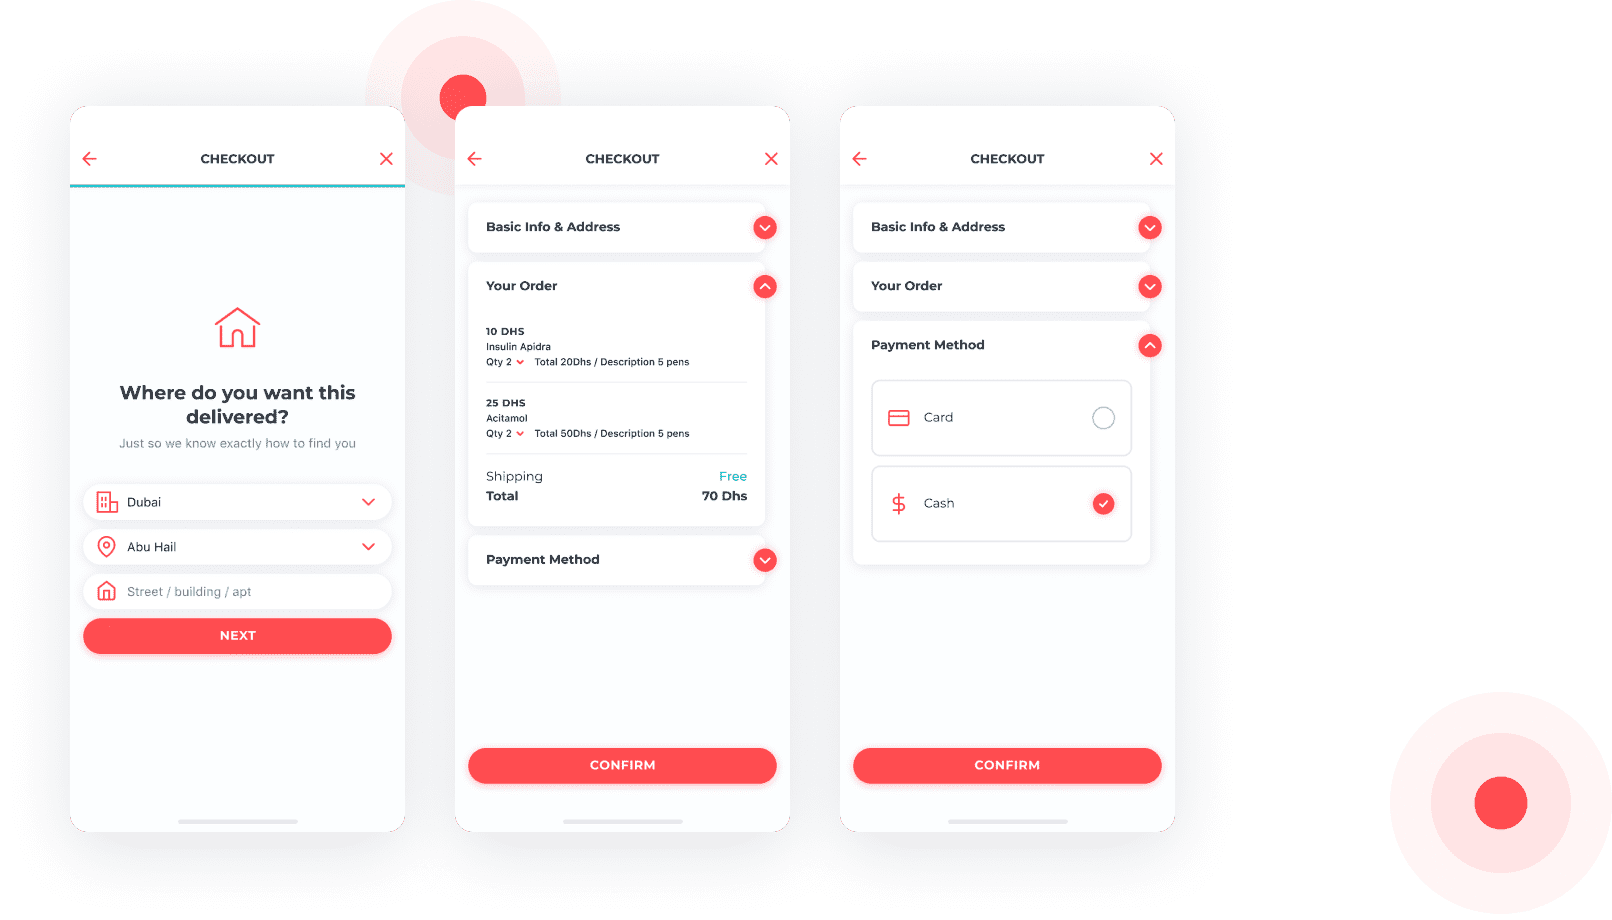 CHECKOUT
Where do you want this
delivered?
Just so we know exactly how to find you
Dubai
Abu Hail
Street / building / apt
NEXT
CHECKOUT
Basic Info & Address
Your Order
10 DHS
Insulin Apidra
Qty 2 Total 20Dhs / Description 5 pens
25 DHS
Acitamol
Qty 2 Total 50Dhs / Description 5 pens
Shipping Free
Total 70 Dhs
Payment Method
CONFIRM
CHECKOUT
Basic Info & Address
Your Order
Payment Method
Card
Cash
CONFIRM